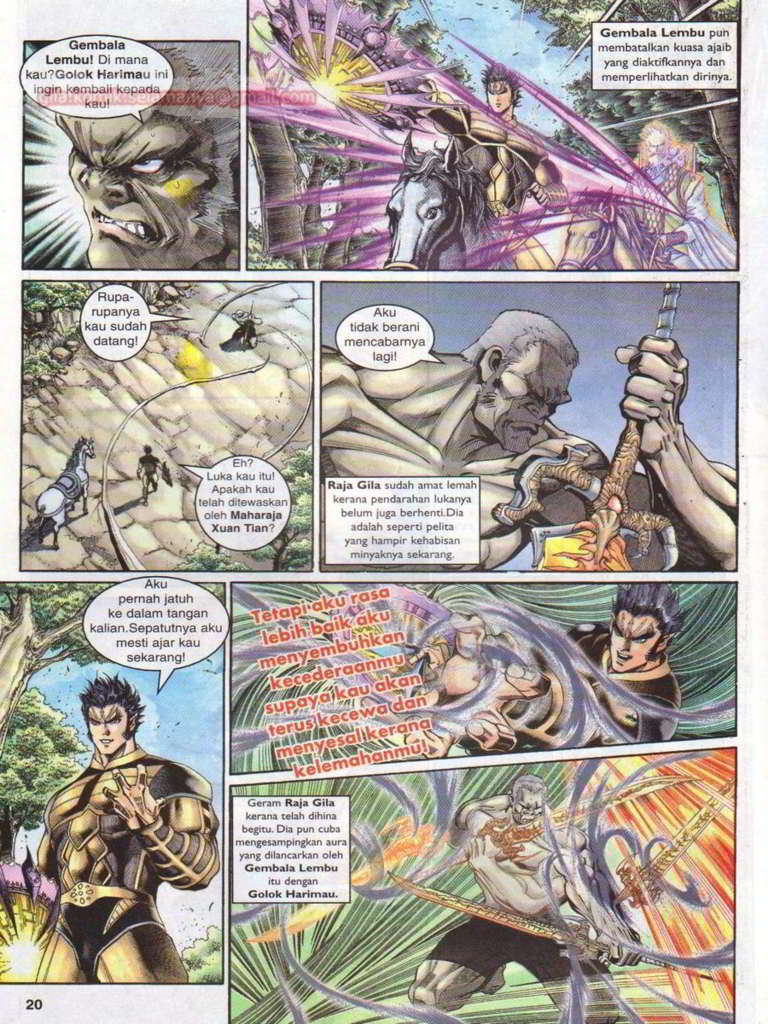 Gembala
Lembu! Di mana
kau?Golok Harimau ini
ingin kembali kepada
kau!
Gembala Lembu pun
membatalkan kuasa ajaib
yang diaktifkannya dan
memperlihatkan dirinya.
Rupa-
rupanya
kau sudah
datang!
Eh?
Luka kau itu!
Apakah kau
telah ditewaskan
oleh Maharaja
Xuan Tian?
Aku
tidak berani
mencabarnya
lagi!
Raja Gila sudah amat lemah
kerana pendarahan lukanya
belum juga berhenti.Dia
adalah seperti pelita
yang hampir kehabisan
minyaknya sekarang.
Aku
pernah jatuh
ke dalam tangan
kalian.Sepatutnya aku
mesti ajar kau
sekarang!
Tetapi aku rasa
lebih baik aku
menyembuhkan
kecederaanmu
supaya kau akan
terus kecewa dan
menyesal kerana
kelemahanmu!
Geram Raja Gila
kerana telah dihina
begitu. Dia pun cuba
mengesampingkan aura
yang dilancarkan oleh
Gembala Lembu
itu dengan
Golok Harimau.
20